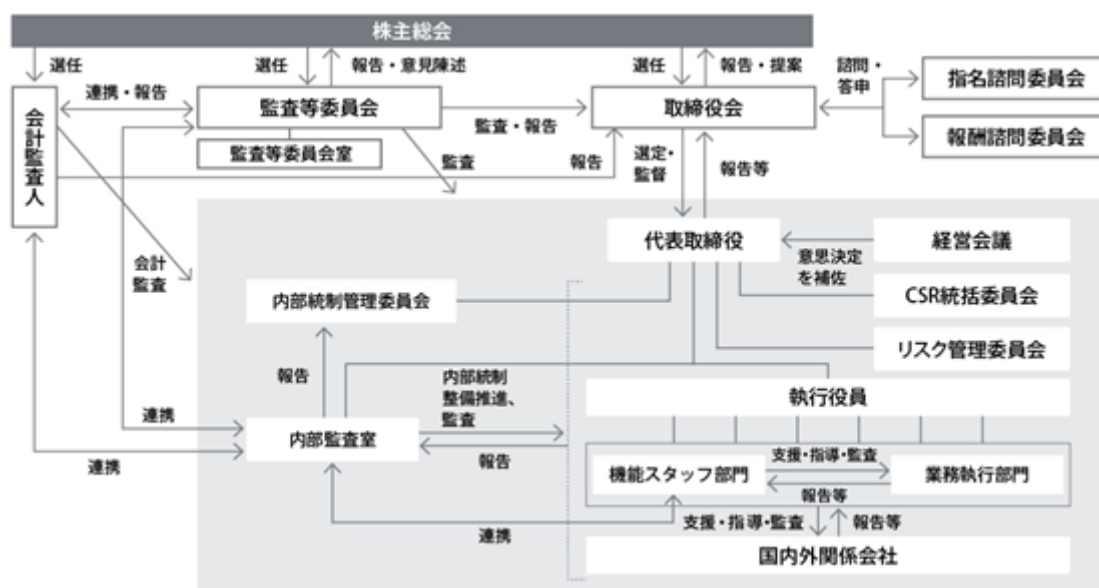 株主総会
選任
選任
報告・意見陳述
選任
報告・提案
諮問・
答申
指名諮問委員会
報酬諮問委員会
会計監査人
連携・報告
監査等委員会
監査・報告
取締役会
監査等委員会室
監査
報告
選定・
監督
報告等
会計
監査
代表取締役
経営会議
意思決定
を補佐
CSR統括委員会
リスク管理委員会
内部統制管理委員会
報告
内部統制
整備推進、
監査
執行役員
連携
内部監査室
報告
連携
機能スタッフ部門
支援・指導・監査
報告等
業務執行部門
連携
支援・指導・監査
報告等
国内外関係会社